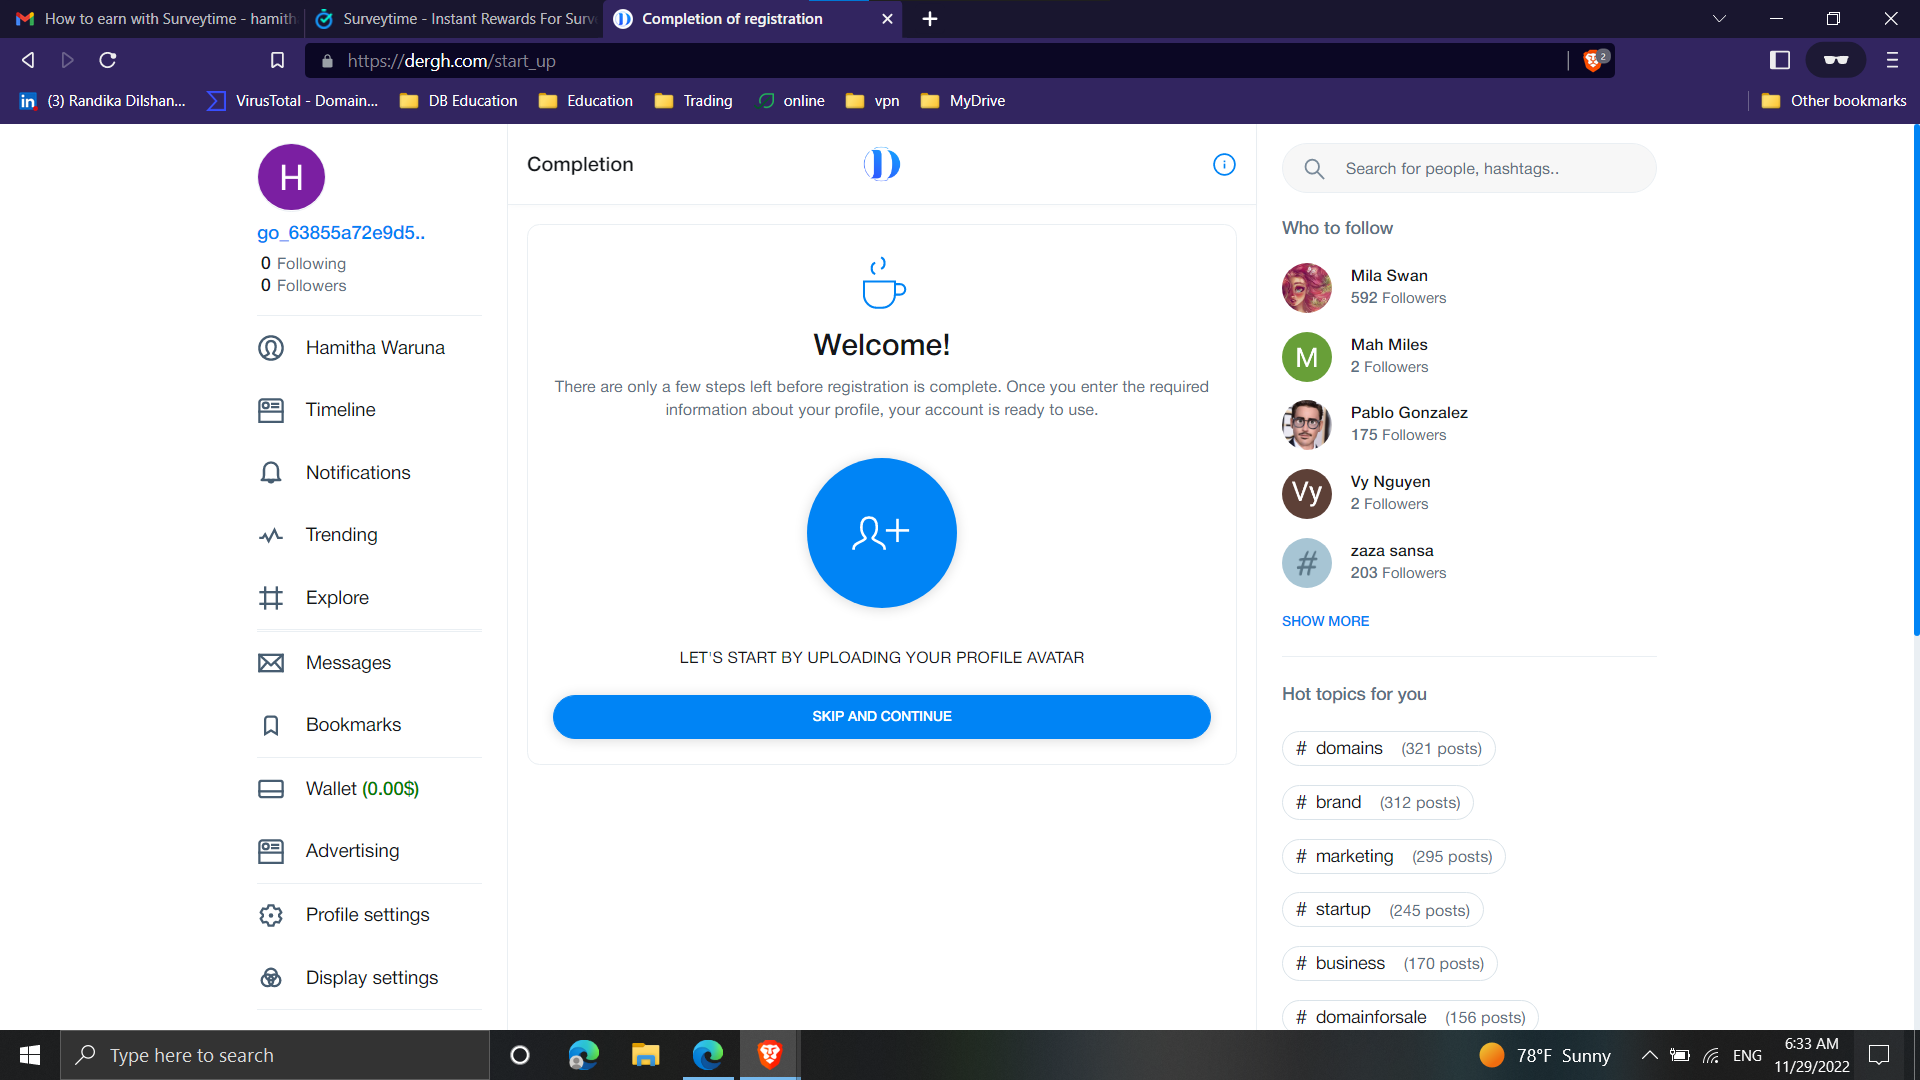 How to earn with Surveytime - hamith
Surveytime - Instant Rewards For Surv
Completion of registration
https://dergh.com/start_up
2
(3) Randika Dilshan...
VirusTotal - Domain...
DB Education
Education
Trading
online
vpn
MyDrive
Other bookmarks
H
go_63855a72e9d5..
0 Following
0 Followers
Hamitha Waruna
Timeline
Notifications
Trending
Explore
Messages
Bookmarks
Wallet (0.00$)
Advertising
Profile settings
Display settings
Completion
Welcome!
There are only a few steps left before registration is complete. Once you enter the required
information about your profile, your account is ready to use.
LET'S START BY UPLOADING YOUR PROFILE AVATAR
SKIP AND CONTINUE
Search for people, hashtags..
Who to follow
Mila Swan
592 Followers
M
Mah Miles
2 Followers
Pablo Gonzalez
175 Followers
Vy
Vy Nguyen
2 Followers
#
zaza sansa
203 Followers
SHOW MORE
Hot topics for you
# domains (321 posts)
# brand (312 posts)
# marketing (295 posts)
# startup (245 posts)
# business (170 posts)
# domainforsale (156 posts)
Type here to search
78°F Sunny
ENG
6:33 AM
11/29/2022